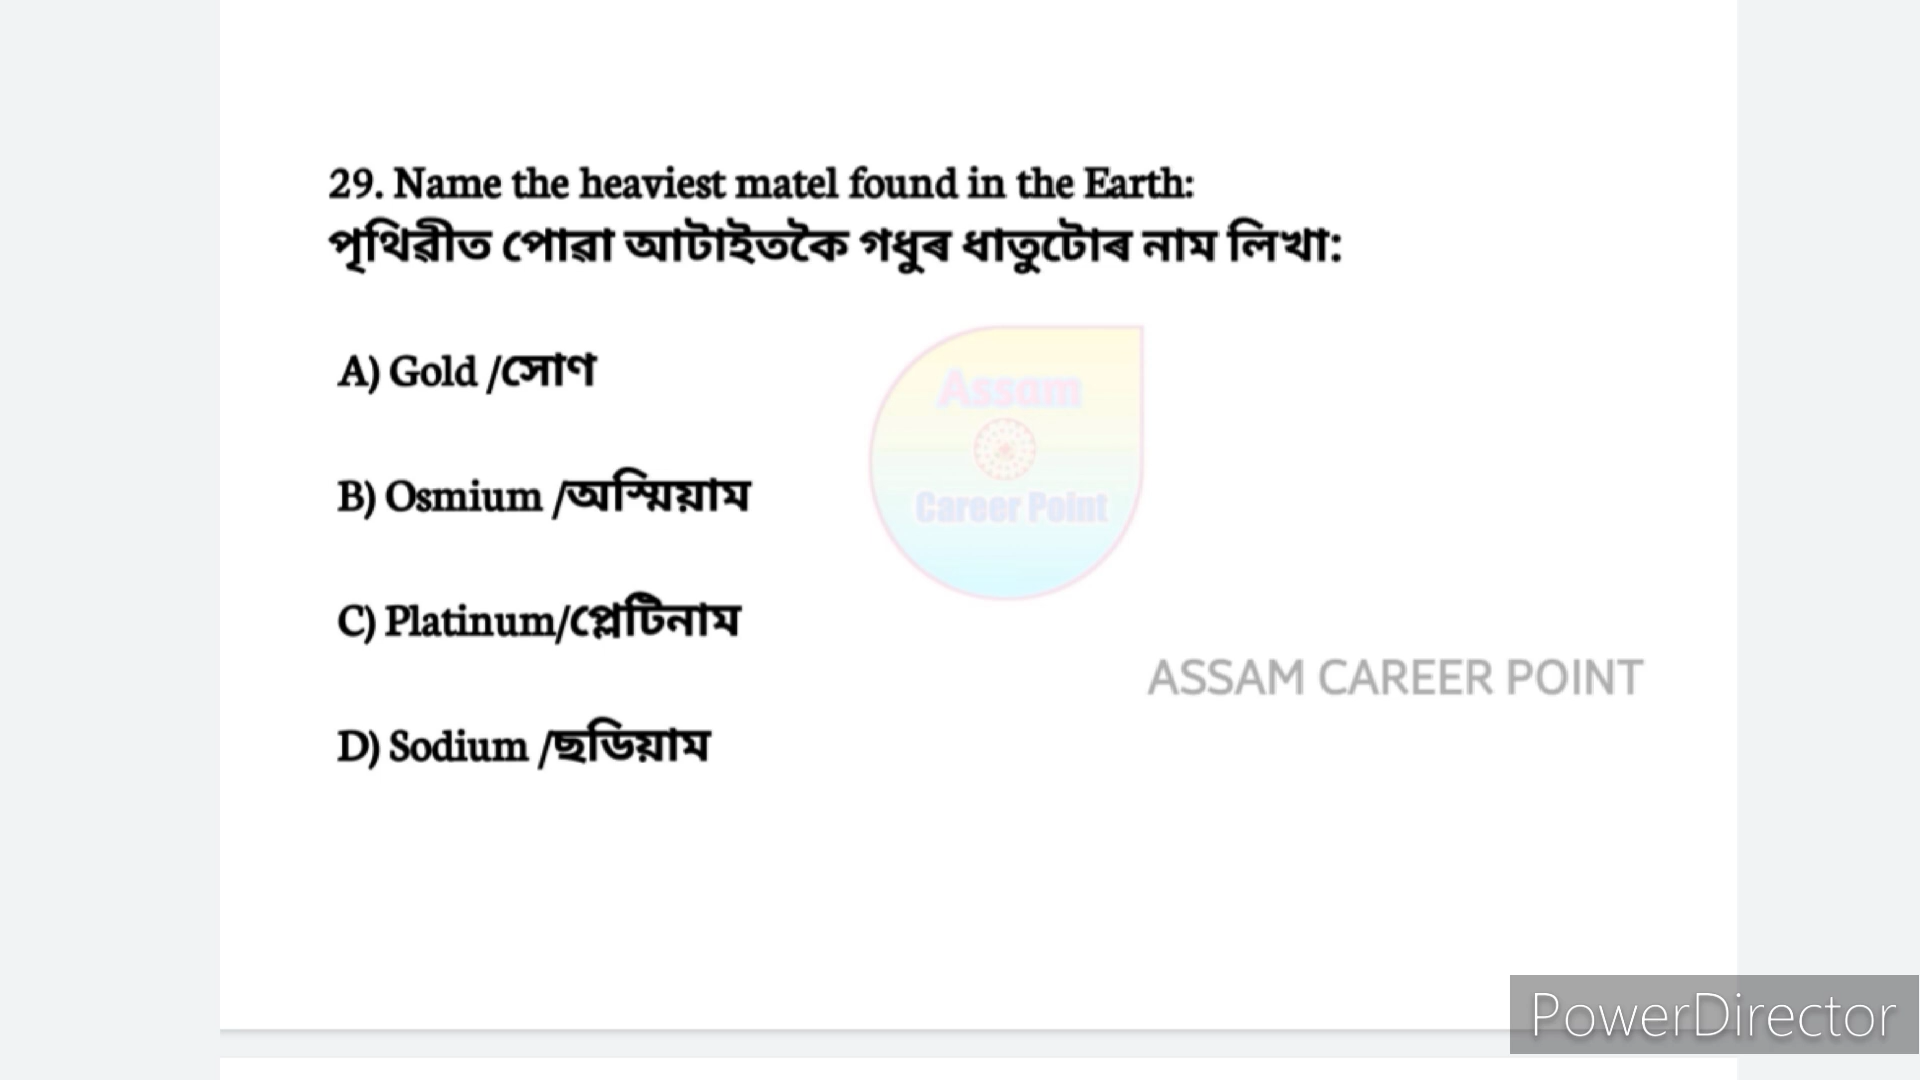 29. Name the heaviest matel found in the Earth:
পৃথিৱীত পোৱা আটাইতকৈ গধুৰ ধাতুটোৰ নাম লিখা:
A) Gold /সোণ
Assam
B) Osmium /অস্মিয়াম
Career Point
C) Platinum/প্লেটিনাম
ASSAM CAREER POINT
D) Sodium /ছডিয়াম
PowerDirector